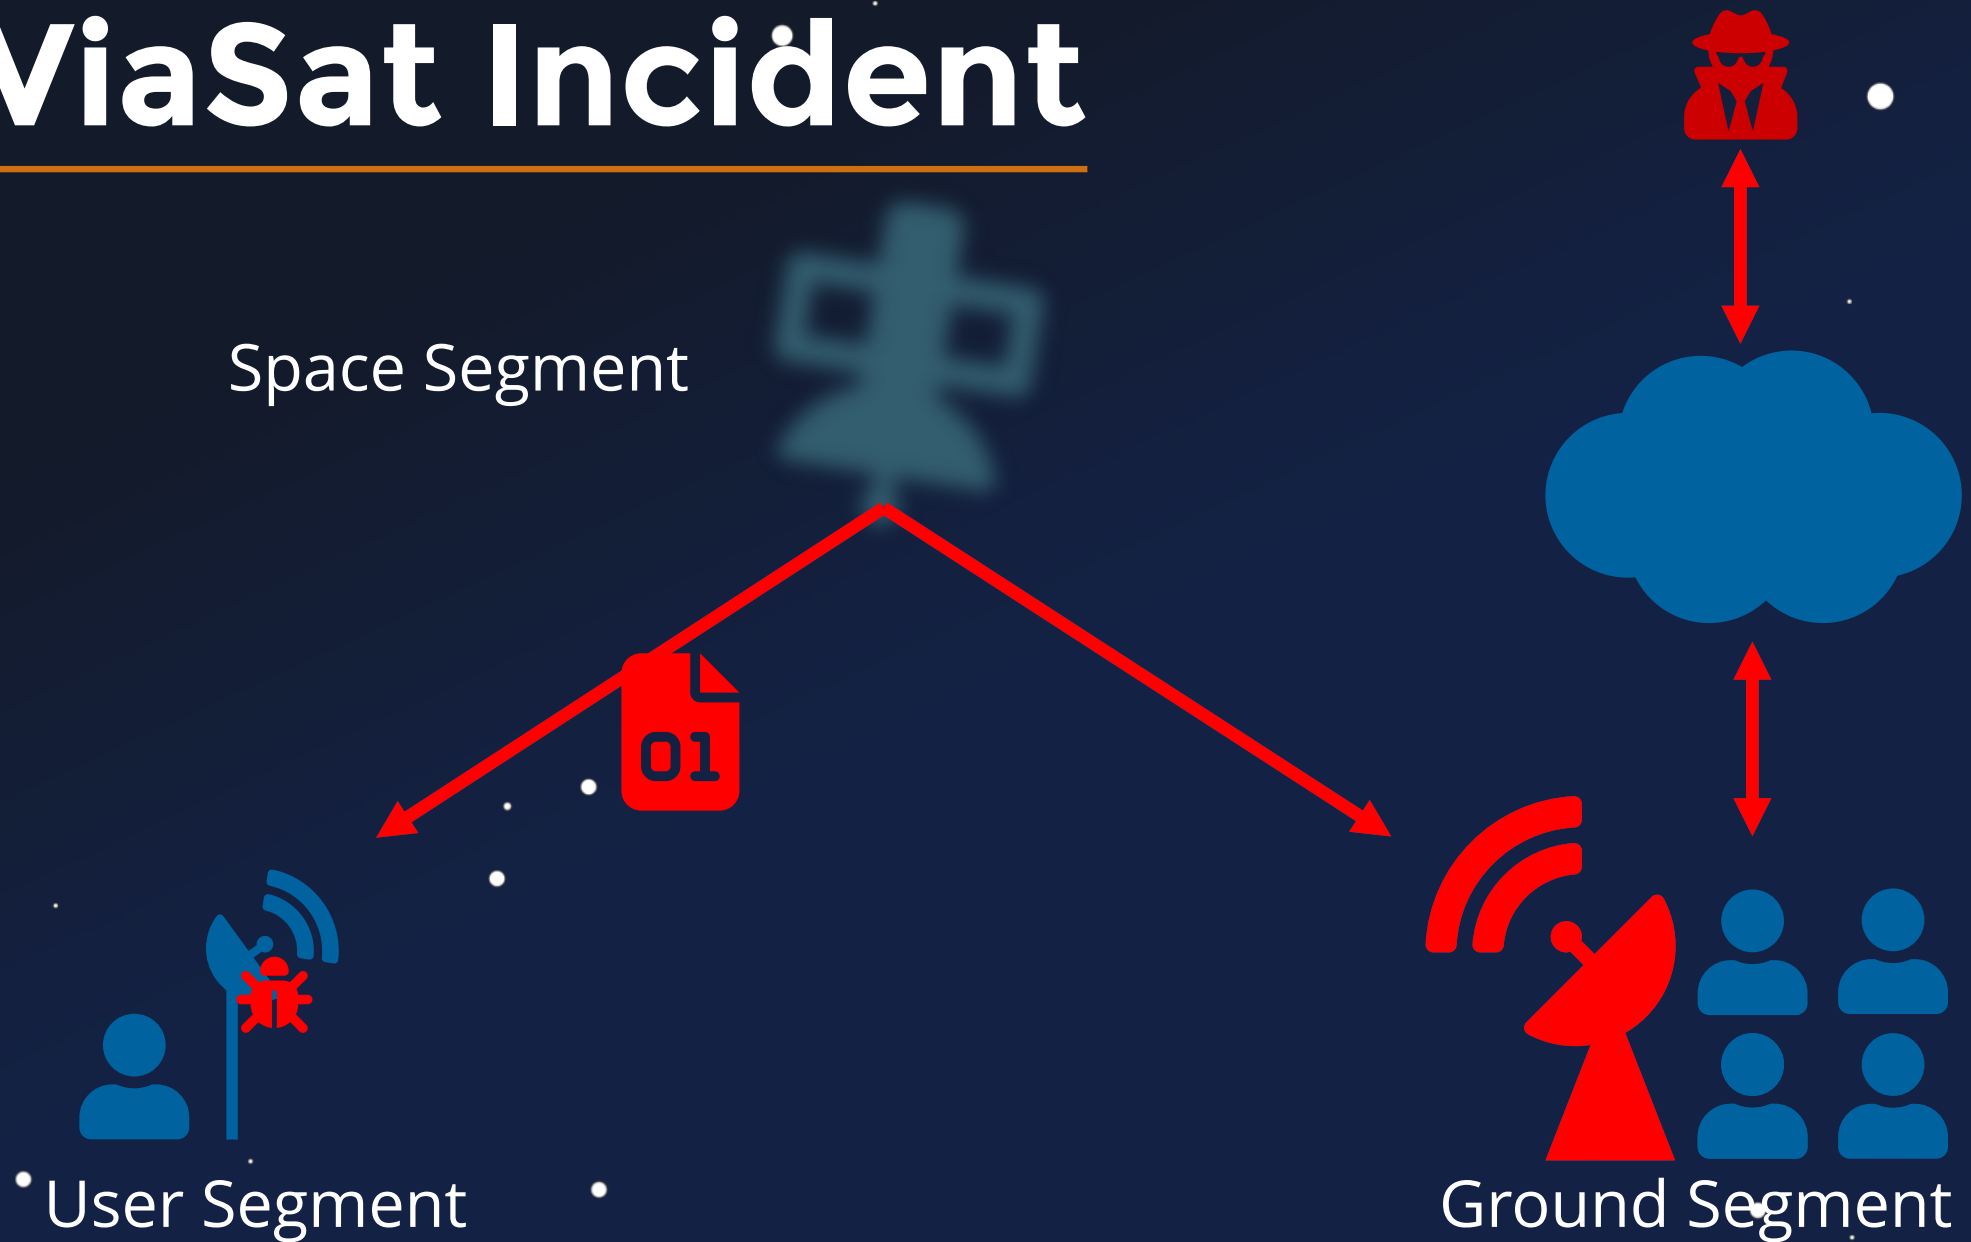 ViaSat Incident
Space Segment
01
User Segment
Ground Segment